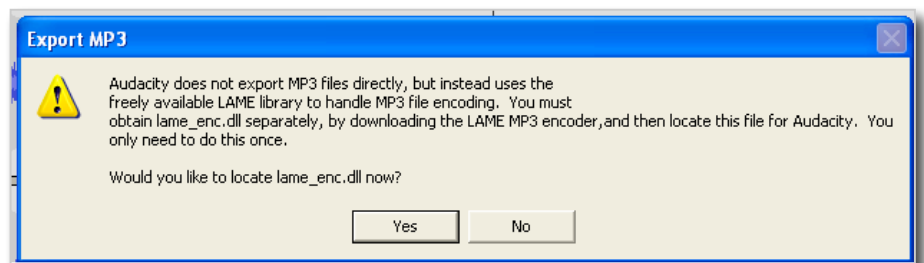 Export MP3
Audacity does not export MP3 files directly, but instead uses the
freely available LAME library to handle MP3 file encoding.  You must
obtain lame_enc.dll separately, by downloading the LAME MP3 encoder,and then locate this file for Audacity.  You
only need to do this once.
Would you like to locate lame_enc.dll now?
Yes No